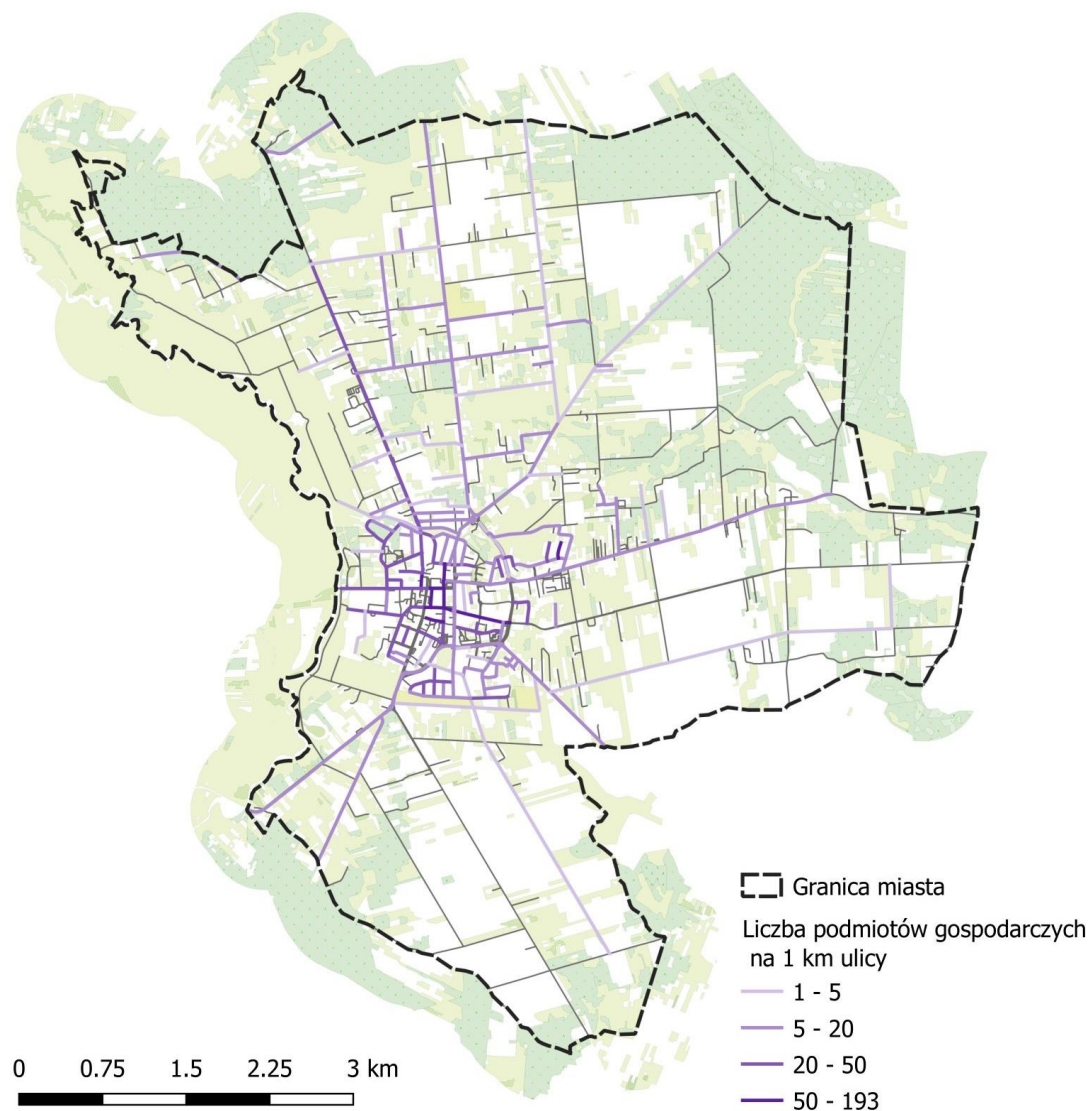 Granica miasta
Liczba podmiotów gospodarczych
na 1 km ulicy
1 - 5
5 - 20
20 - 50
50 - 193
0 0.75 1.5 2.25 3 km